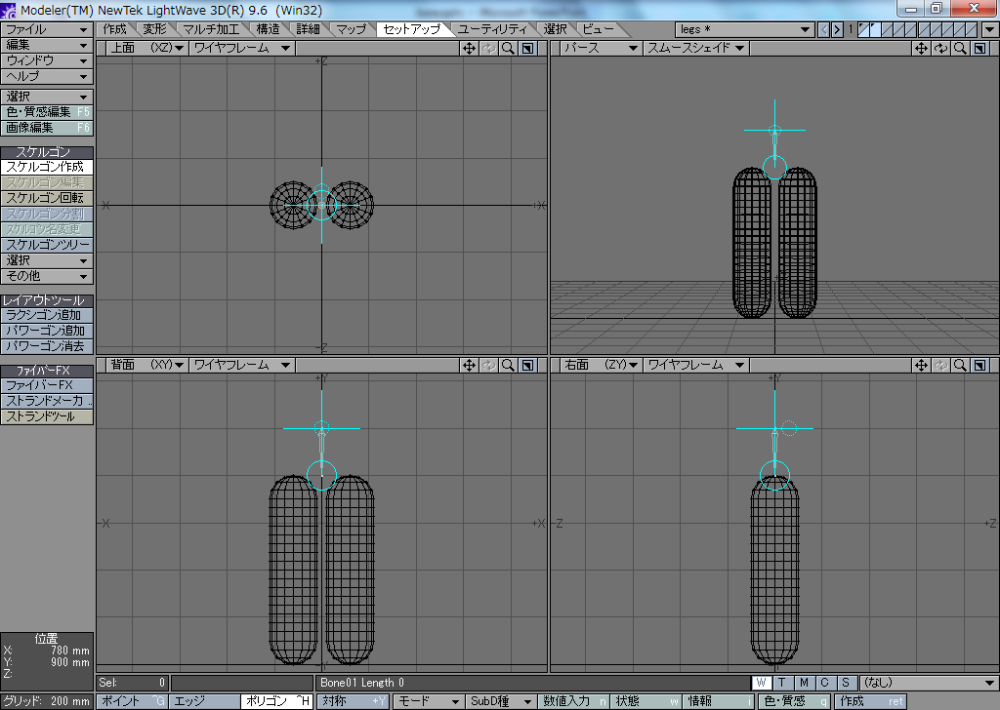 Modeler(TM) NewTek LightWave 3D(R) 9.6 (Win32)
ファイル 作成 変形 マルチ加工 構造 詳細 マップ セットアップ ユーティリティ 選択 ビュー legs * 1
編集 上面 (XZ) ワイヤフレーム パース スムースシェイド
ウィンドウ
ヘルプ
選択
色・質感編集 F5
画像編集 F6
スケルゴン
スケルゴン作成
スケルゴン編集
スケルゴン回転
スケルゴン分割
スケルゴン名変更
スケルゴンツリー
選択
その他
レイアウトツール
ラクシゴン追加
パワーゴン追加
パワーゴン消去
ファイバーFX
ファイバーFX
ストランドメーカ..
ストランドツール
+Z
-X +X
-Z
背面 (XY) ワイヤフレーム 右面 (ZY) ワイヤフレーム
+Y +Y
-X +X -Z +Z
位置
X: 780 mm
Y: 900 mm
Z:
Sel: 0 Bone01 Length 0 W T M C S (なし)
グリッド: 200 mm ポイント ^G エッジ ポリゴン ^H 対称 +Y モード SubD種 数値入力 n 状態 w 情報 i 色・質感 q 作成 ret